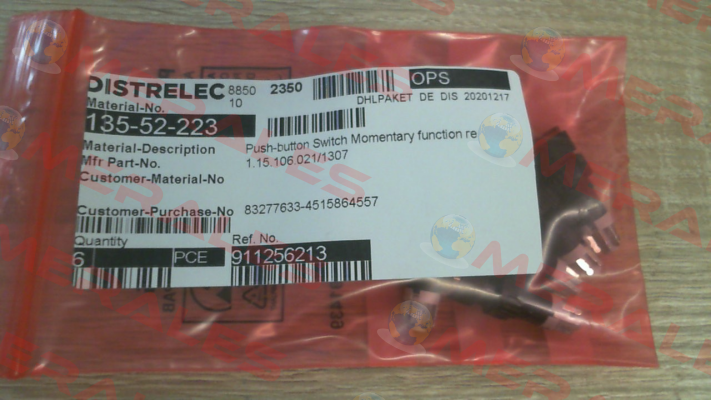 DISTRELEC 8850 2350 OPS
10
DHLPAKET DE DIS 20201217
Material-No.
135-52-223
Material-Description Push-button Switch Momentary function re
Mfr Part-No. 1.15.106.021/1307
Customer-Material-No
Customer-Purchase-No 83277633-4515864557
Quantity Ref. No.
6 PCE 911256213